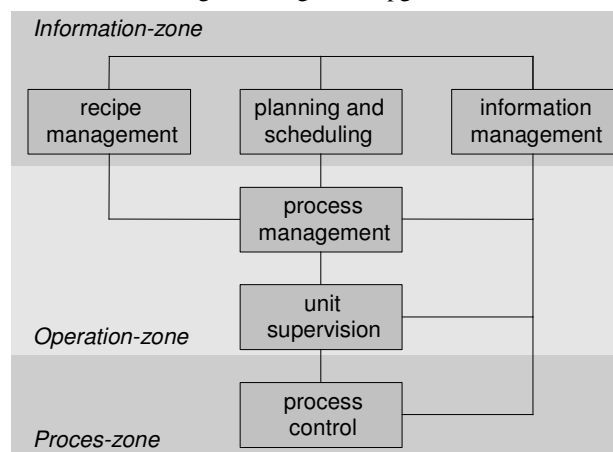 Information-zone
recipe
management
planning and
scheduling
information
management
process
management
unit
supervision
Operation-zone
process
control
Proces-zone